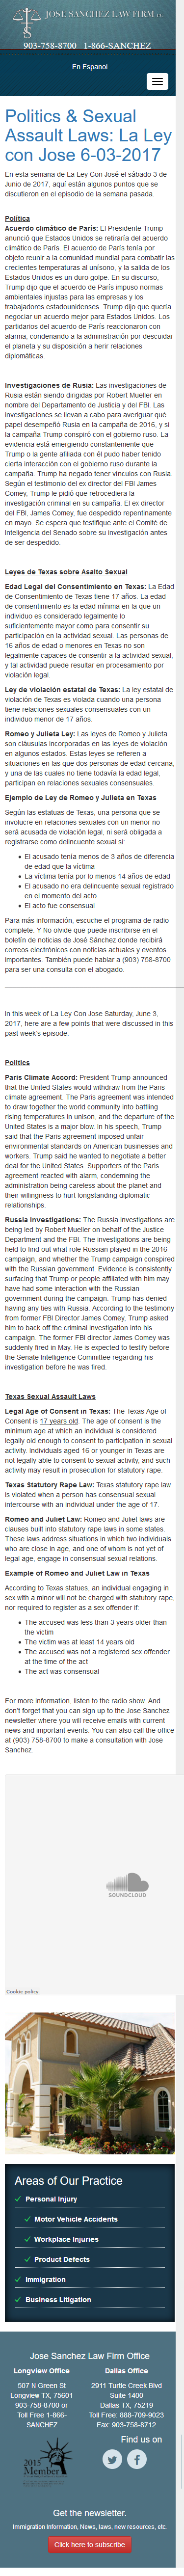 JOSE SANCHEZ LAW FIRM P.C.
903-758-8700 1-866-SANCHEZ
En Espanol
Politics & Sexual
Assault Laws: La Ley
con Jose 6-03-2017
En esta semana de La Ley Con José el sábado 3 de
Junio de 2017, aquí están algunos puntos que se
discutieron en el episodio de la semana pasada.
Política
Acuerdo climático de París: El Presidente Trump
anunció que Estados Unidos se retirará del acuerdo
climático de París. El acuerdo de París tenía por
objeto reunir a la comunidad mundial para combatir las
crecientes temperaturas al unísono, y la salida de los
Estados Unidos es un duro golpe. En su discurso,
Trump dijo que el acuerdo de París impuso normas
ambientales injustas para las empresas y los
trabajadores estadounidenses. Trump dijo que quería
negociar un acuerdo mejor para Estados Unidos. Los
partidarios del acuerdo de París reaccionaron con
alarma, condenando a la administración por descuidar
el planeta y su disposición a herir relaciones
diplomáticas.
Investigaciones de Rusia: Las investigaciones de
Rusia están siendo dirigidas por Robert Mueller en
nombre del Departamento de Justicia y del FBI. Las
investigaciones se llevan a cabo para averiguar qué
papel desempeñó Rusia en la campaña de 2016, y si
la campaña Trump conspiró con el gobierno ruso. La
evidencia está emergiendo constantemente que
Trump o la gente afiliada con él pudo haber tenido
cierta interacción con el gobierno ruso durante la
campaña. Trump ha negado tener vínculos con Rusia.
Según el testimonio del ex director del FBI James
Comey, Trump le pidió que retrocediera la
investigación criminal en su campaña. El ex director
del FBI, James Comey, fue despedido repentinamente
en mayo. Se espera que testifique ante el Comité de
Inteligencia del Senado sobre su investigación antes
de ser despedido.
Leyes de Texas sobre Asalto Sexual
Edad Legal del Consentimiento en Texas: La Edad
de Consentimiento de Texas tiene 17 años. La edad
de consentimiento es la edad mínima en la que un
individuo es considerado legalmente lo
suficientemente mayor como para consentir su
participación en la actividad sexual. Las personas de
16 años de edad o menores en Texas no son
legalmente capaces de consentir a la actividad sexual,
y tal actividad puede resultar en procesamiento por
violación legal.
Ley de violación estatal de Texas: La ley estatal de
violación de Texas es violada cuando una persona
tiene relaciones sexuales consensuales con un
individuo menor de 17 años.
Romeo y Julieta Ley: Las leyes de Romeo y Julieta
son cláusulas incorporadas en las leyes de violación
en algunos estados. Estas leyes se refieren a
situaciones en las que dos personas de edad cercana,
y una de las cuales no tiene todavía la edad legal,
participan en relaciones sexuales consensuales.
Ejemplo de Ley de Romeo y Julieta en Texas
Según las estatuas de Texas, una persona que se
involucre en relaciones sexuales con un menor no
será acusada de violación legal, ni será obligada a
registrarse como delincuente sexual si:
El acusado tenía menos de 3 años de diferencia
de edad que la víctima
La víctima tenía por lo menos 14 años de edad
El acusado no era delincuente sexual registrado
en el momento del acto
El acto fue consensual
Para más información, escuche el programa de radio
completo. Y No olvide que puede inscribirse en el
boletín de noticias de José Sánchez donde recibirá
correos electrónicos con noticias actuales y eventos
importantes. También puede hablar a (903) 758-8700
para ser una consulta con el abogado.
In this week of La Ley Con Jose Saturday, June 3,
2017, here are a few points that were discussed in this
past week's episode.
Politics
Paris Climate Accord: President Trump announced
that the United States would withdraw from the Paris
climate agreement. The Paris agreement was intended
to draw together the world community into battling
rising temperatures in unison, and the departure of the
United States is a major blow. In his speech, Trump
said that the Paris agreement imposed unfair
environmental standards on American businesses and
workers. Trump said he wanted to negotiate a better
deal for the United States. Supporters of the Paris
agreement reacted with alarm, condemning the
administration being careless about the planet and
their willingness to hurt longstanding diplomatic
relationships.
Russia Investigations: The Russia investigations are
being led by Robert Mueller on behalf of the Justice
Department and the FBI. The investigations are being
held to find out what role Russian played in the 2016
campaign, and whether the Trump campaign conspired
with the Russian government. Evidence is consistently
surfacing that Trump or people affiliated with him may
have had some interaction with the Russian
government during the campaign. Trump has denied
having any ties with Russia. According to the testimony
from former FBI Director James Comey, Trump asked
him to back off the criminal investigation into his
campaign. The former FBI director James Comey was
suddenly fired in May. He is expected to testify before
the Senate Intelligence Committee regarding his
investigation before he was fired.
Texas Sexual Assault Laws
Legal Age of Consent in Texas: The Texas Age of
Consent is 17 years old. The age of consent is the
minimum age at which an individual is considered
legally old enough to consent to participation in sexual
activity. Individuals aged 16 or younger in Texas are
not legally able to consent to sexual activity, and such
activity may result in prosecution for statutory rape.
Texas Statutory Rape Law: Texas statutory rape law
is violated when a person has consensual sexual
intercourse with an individual under the age of 17.
Romeo and Juliet Law: Romeo and Juliet laws are
clauses built into statutory rape laws in some states.
These laws address situations in which two individuals
who are close in age, and one of whom is not yet of
legal age, engage in consensual sexual relations.
Example of Romeo and Juliet Law in Texas
According to Texas statues, an individual engaging in
sex with a minor will not be charged with statutory rape,
nor required to register as a sex offender if:
The accused was less than 3 years older than
the victim
The victim was at least 14 years old
The accused was not a registered sex offender
at the time of the act
The act was consensual
For more information, listen to the radio show. And
don't forget that you can sign up to the Jose Sanchez
newsletter where you will receive emails with current
news and important events. You can also call the office
at (903) 758-8700 to make a consultation with Jose
Sanchez.
SOUNDCLOUD
Cookie policy
Areas of Our Practice
Personal Injury
Motor Vehicle Accidents
Workplace Injuries
Product Defects
Immigration
Business Litigation
Jose Sanchez Law Firm Office
Longview Office
507 N Green St
Longview TX, 75601
903-758-8700 or
Toll Free 1-866-
SANCHEZ
Dallas Office
2911 Turtle Creek Blvd
Suite 1400
Dallas TX, 75219
Toll Free: 888-709-9023
Fax: 903-758-8712
2015
Member
Find us on
Get the newsletter.
Immigration Information, News, laws, new resources, etc.
Click here to subscribe